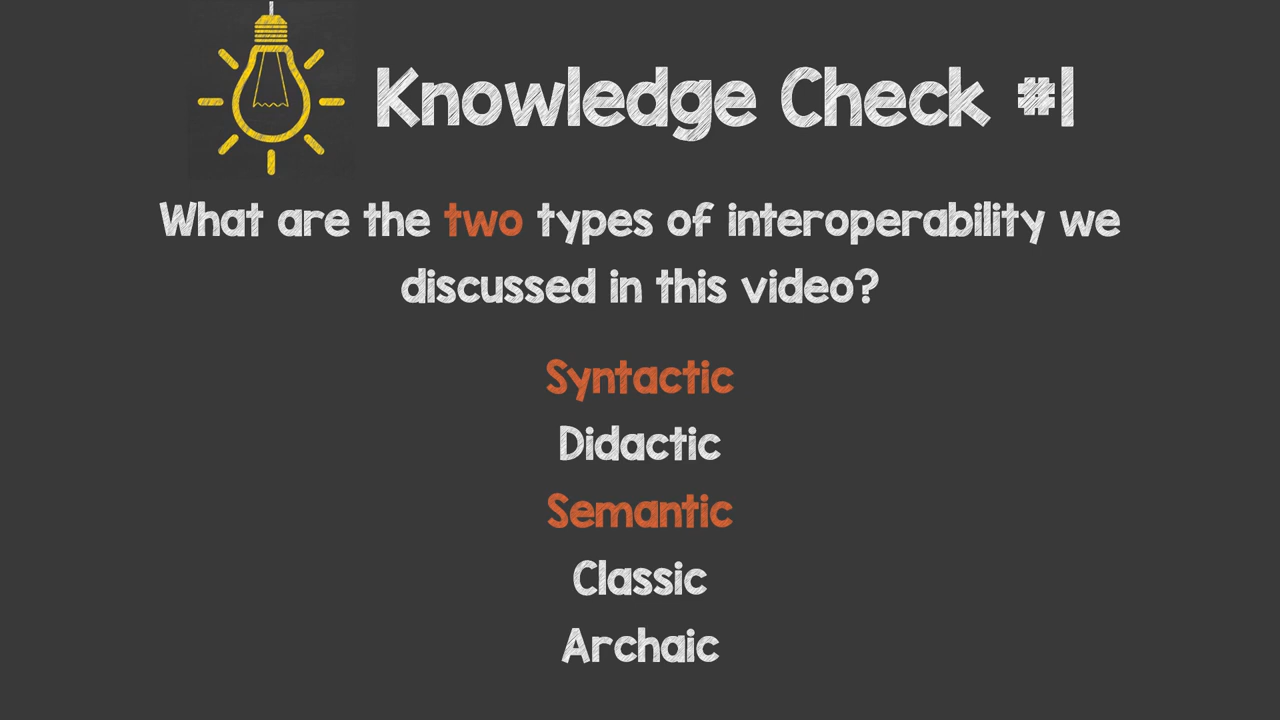 Knowledge Check #1
What are the two types of interoperability we
discussed in this video?
Syntactic
Didactic
Semantic
Classic
Archaic